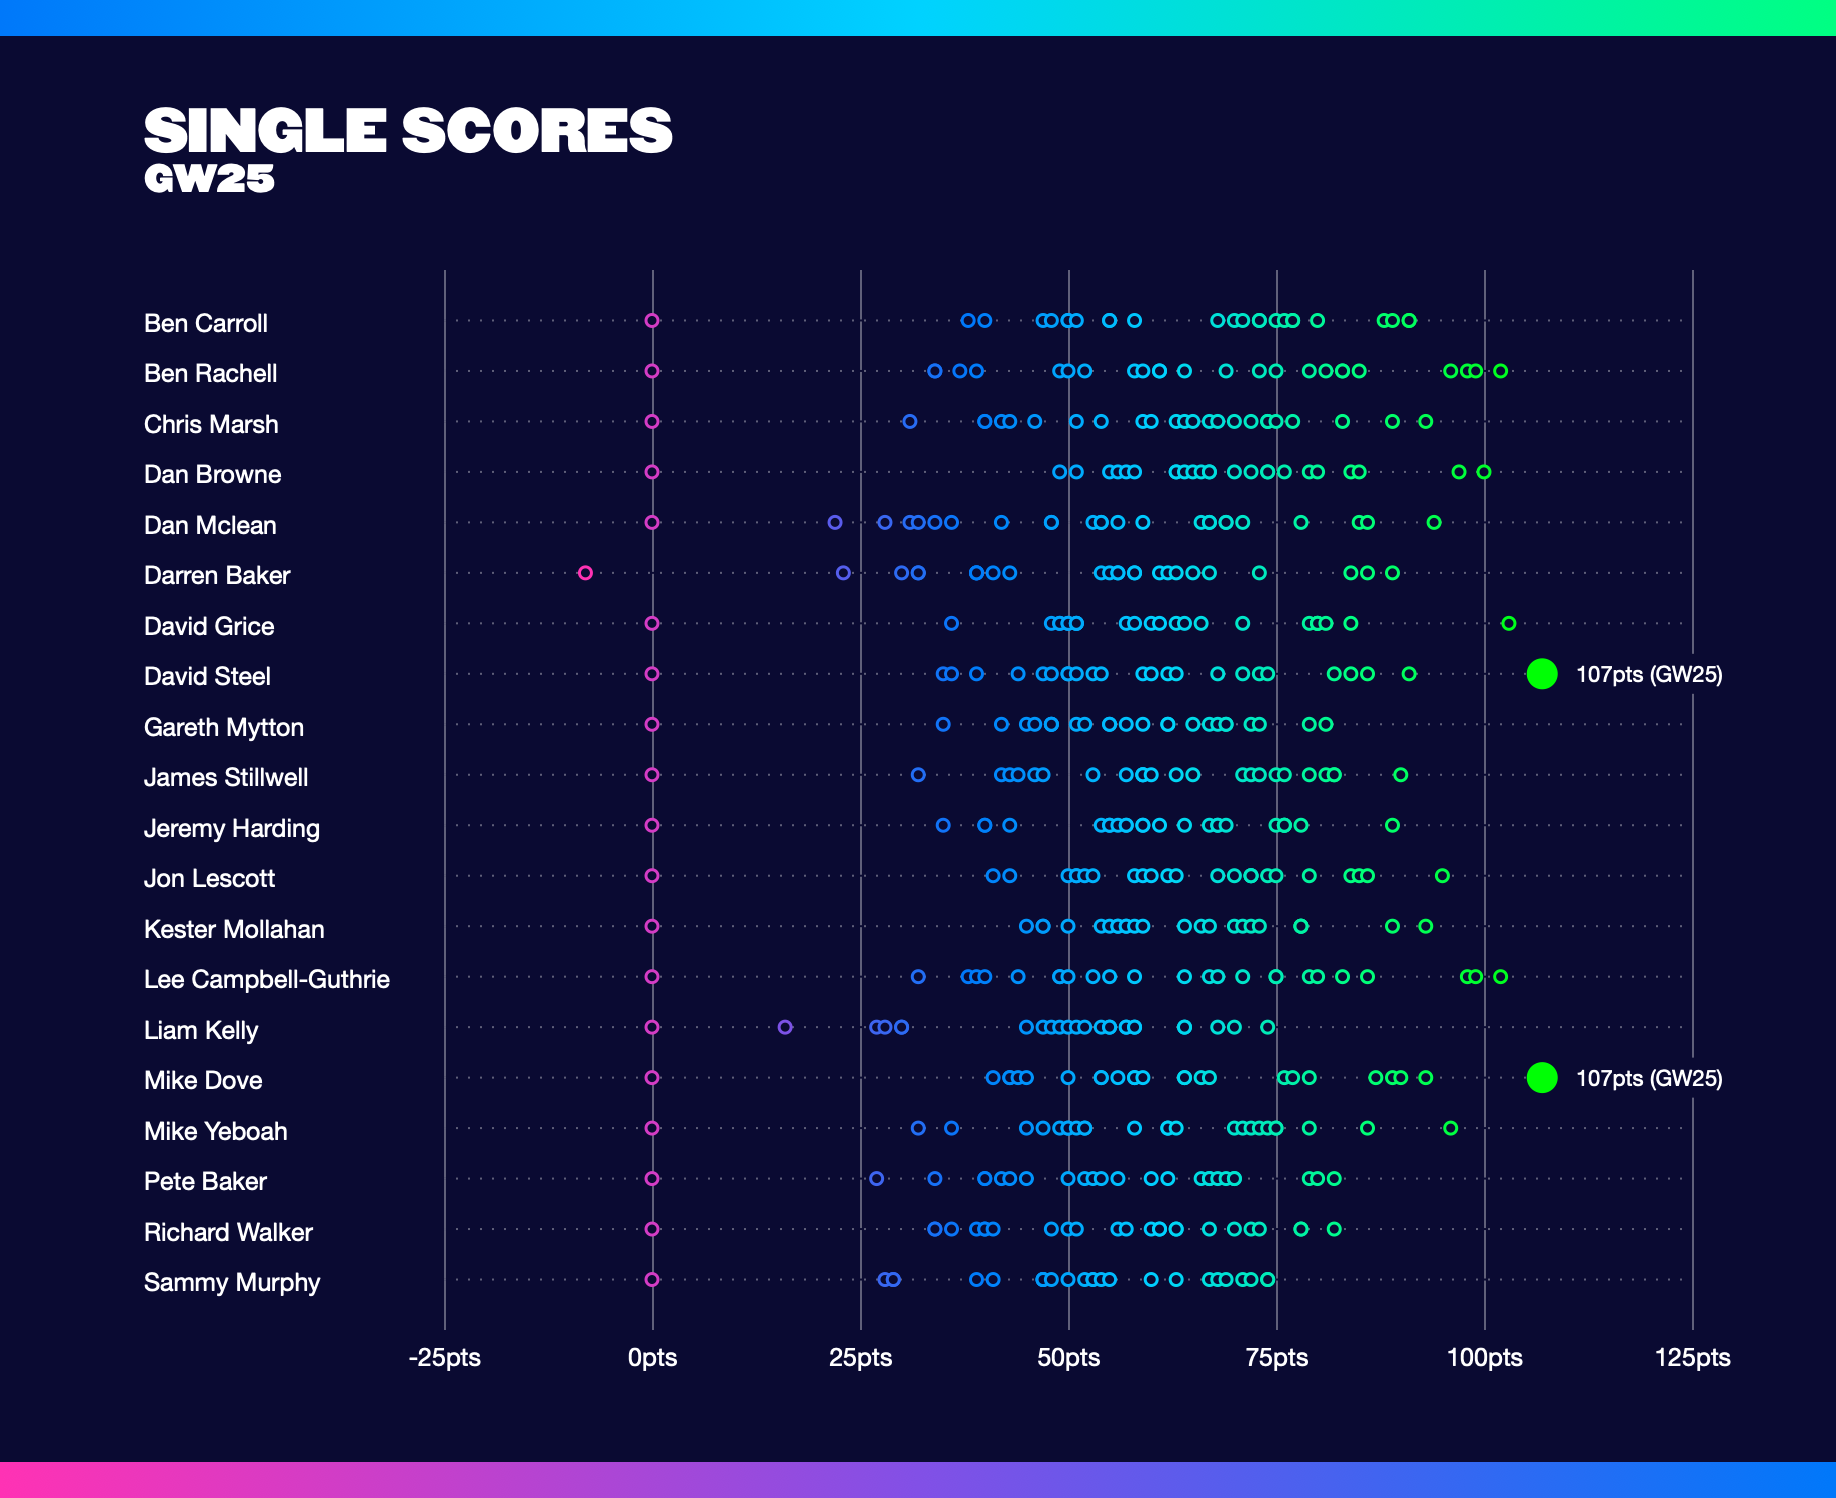 SINGLE SCORES
GW25
Ben Carroll
Ben Rachell
Chris Marsh
Dan Browne
Dan Mclean
Darren Baker
David Grice
David Steel 107pts (GW25)
Gareth Mytton
James Stillwell
Jeremy Harding
Jon Lescott
Kester Mollahan
Lee Campbell-Guthrie
Liam Kelly
Mike Dove 107pts (GW25)
Mike Yeboah
Pete Baker
Richard Walker
Sammy Murphy
-25pts 0pts 25pts 50pts 75pts 100pts 125pts